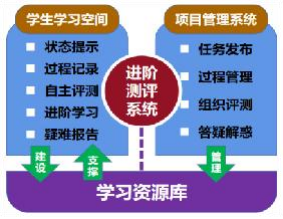 学生学习空间
状态提示
过程记录
自主评测
进阶学习
疑难报告
进阶
测评
系统
项目管理系统
任务发布
过程管理
组织评测
答疑解惑
建设
支撑
管理
学习资源库